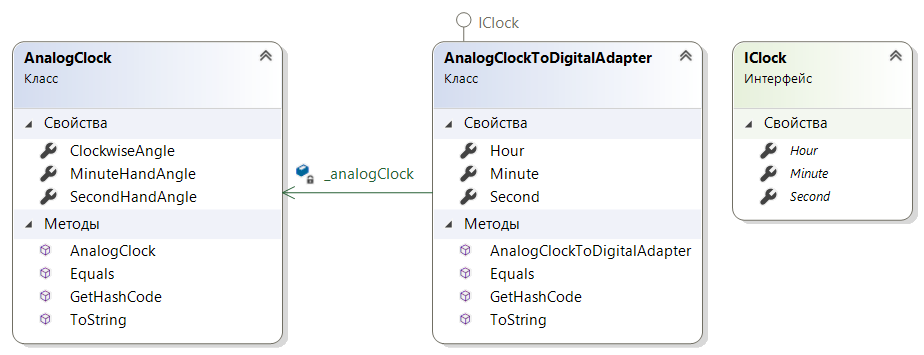 IClock
AnalogClock
Класс
Свойства
ClockwiseAngle
MinuteHandAngle
SecondHandAngle
Методы
AnalogClock
Equals
GetHashCode
ToString
_analogClock
AnalogClockToDigitalAdapter
Класс
Свойства
Hour
Minute
Second
Методы
AnalogClockToDigitalAdapter
Equals
GetHashCode
ToString
IClock
Интерфейс
Свойства
Hour
Minute
Second